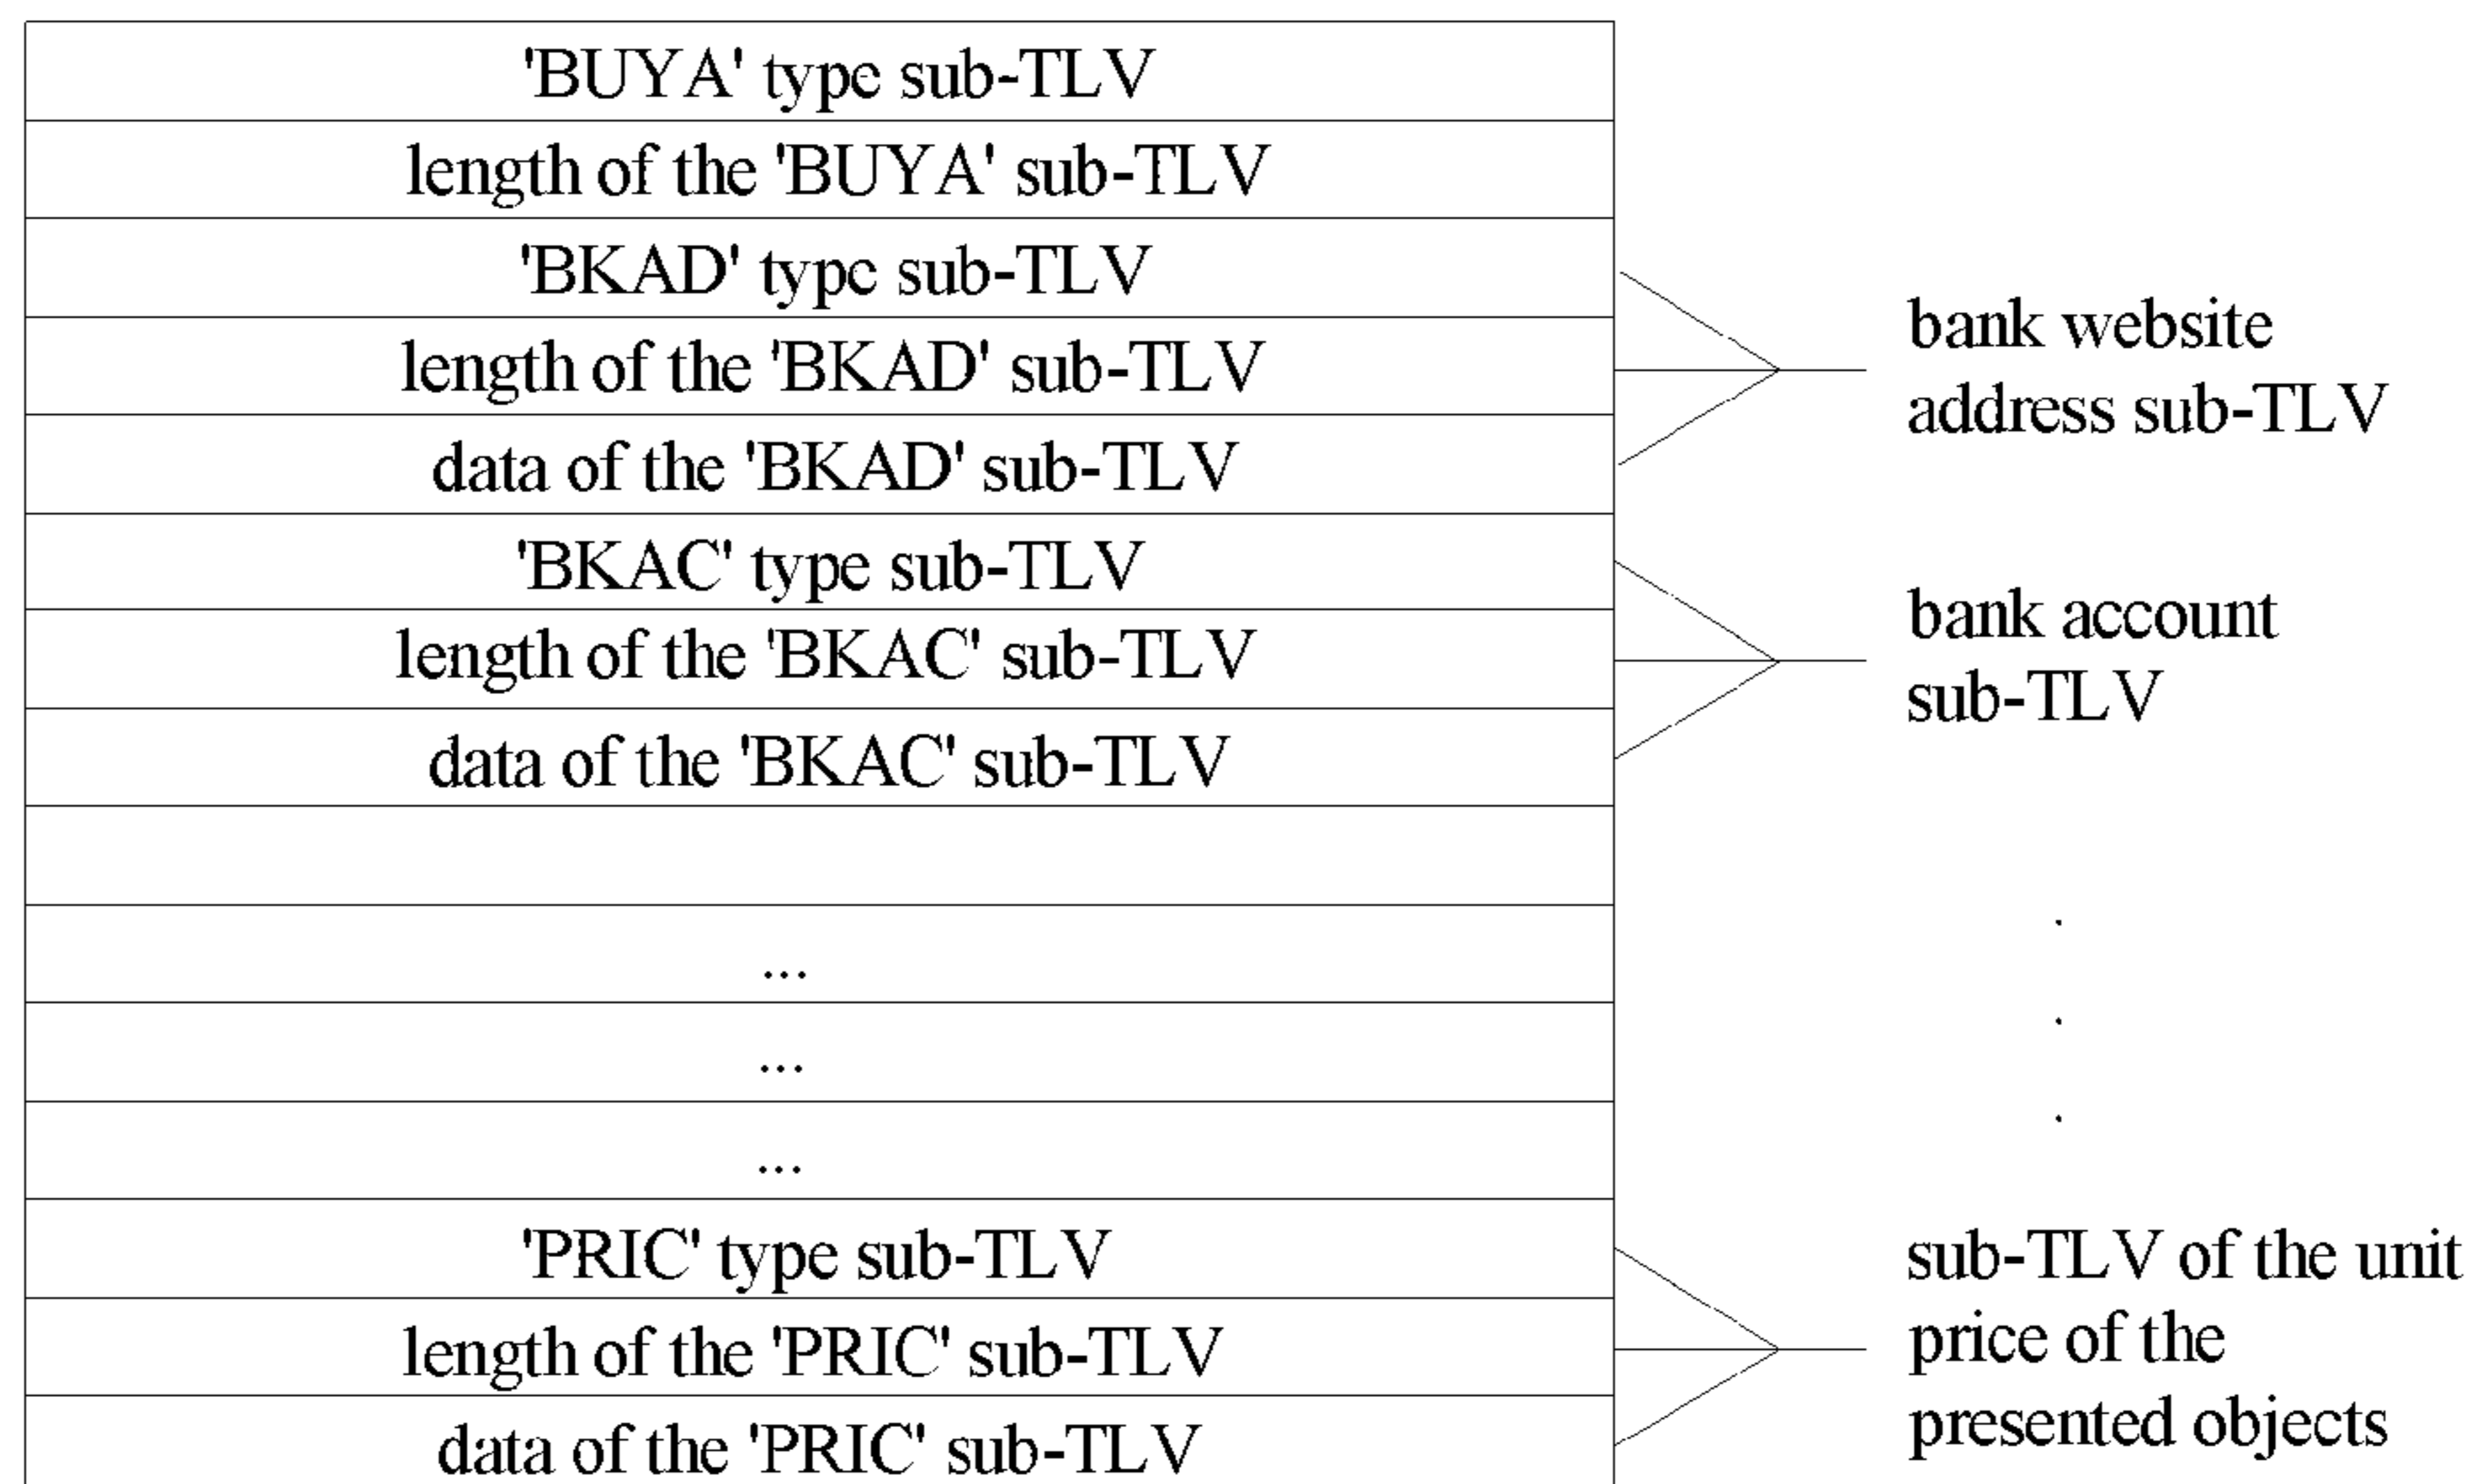 'BUYA' type sub-TLV
length of the 'BUYA' sub-TLV
'BKAD' type sub-TLV
length of the 'BKAD' sub-TLV
data of the 'BKAD' sub-TLV
bank website
address sub-TLV
'BKAC' type sub-TLV
length of the 'BKAC' sub-TLV
data of the 'BKAC' sub-TLV
bank account
sub-TLV
...
...
...
.
.
.
'PRIC' type sub-TLV
length of the 'PRIC' sub-TLV
data of the 'PRIC' sub-TLV
sub-TLV of the unit
price of the
presented objects